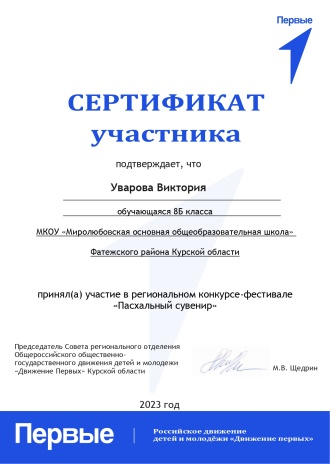 Первые
СЕРТИФИКАТ
участника
подтверждает, что
Уварова Виктория
обучающаяся 8Б класса
МКОУ «Миролюбовская основная общеобразовательная школа»
Фатежского района Курской области
принял(а) участие в региональном конкурсе-фестивале
«Пасхальный сувенир»
Председатель Совета регионального отделения
Общероссийского общественно-
государственного движения детей и молодежи
«Движение Первых» Курской области
М.В. Щедрин
2023 год
Первые
Российское движение
детей и молодёжи «Движение первых»